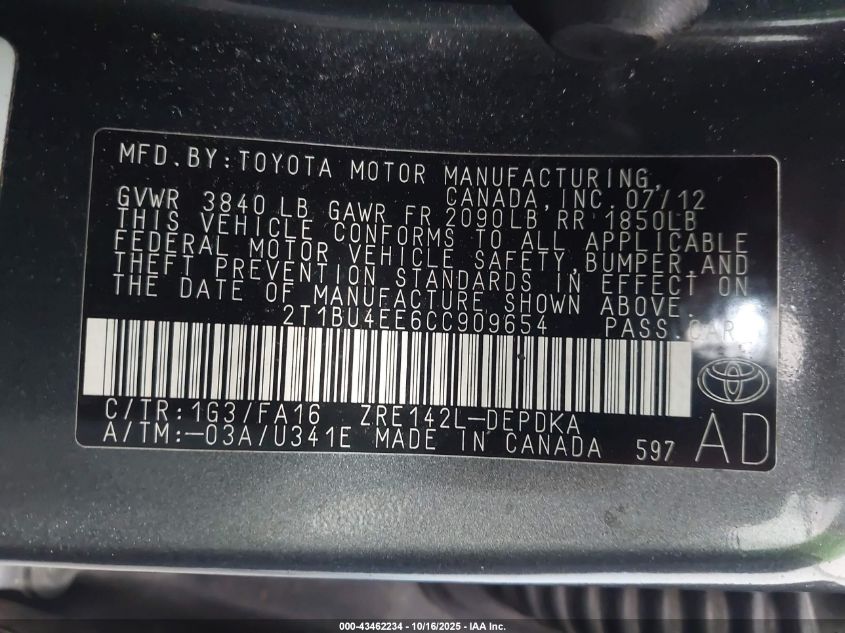 MFD.BY:TOYOTA MOTOR MANUFACTURING,
CANADA,INC. 07/12
GVWR 3840 LB GAWR FR 2090LB RR 1850LB
THIS VEHICLE CONFORMS TO ALL APPLICABLE
FEDERAL MOTOR VEHICLE SAFETY,BUMPER,AND
THEFT PREVENTION STANDARDS IN EFFECT ON
THE DATE OF MANUFACTURE SHOWN ABOVE.
2T1BU4EE6CC909654 PASS.CAR
C/TR:1G3/FA16 ZRE142L-DEPDKA
A/TM:-03A/U341E MADE IN CANADA 597
AD
000-43462234 - 10/16/2025 - IAA Inc.